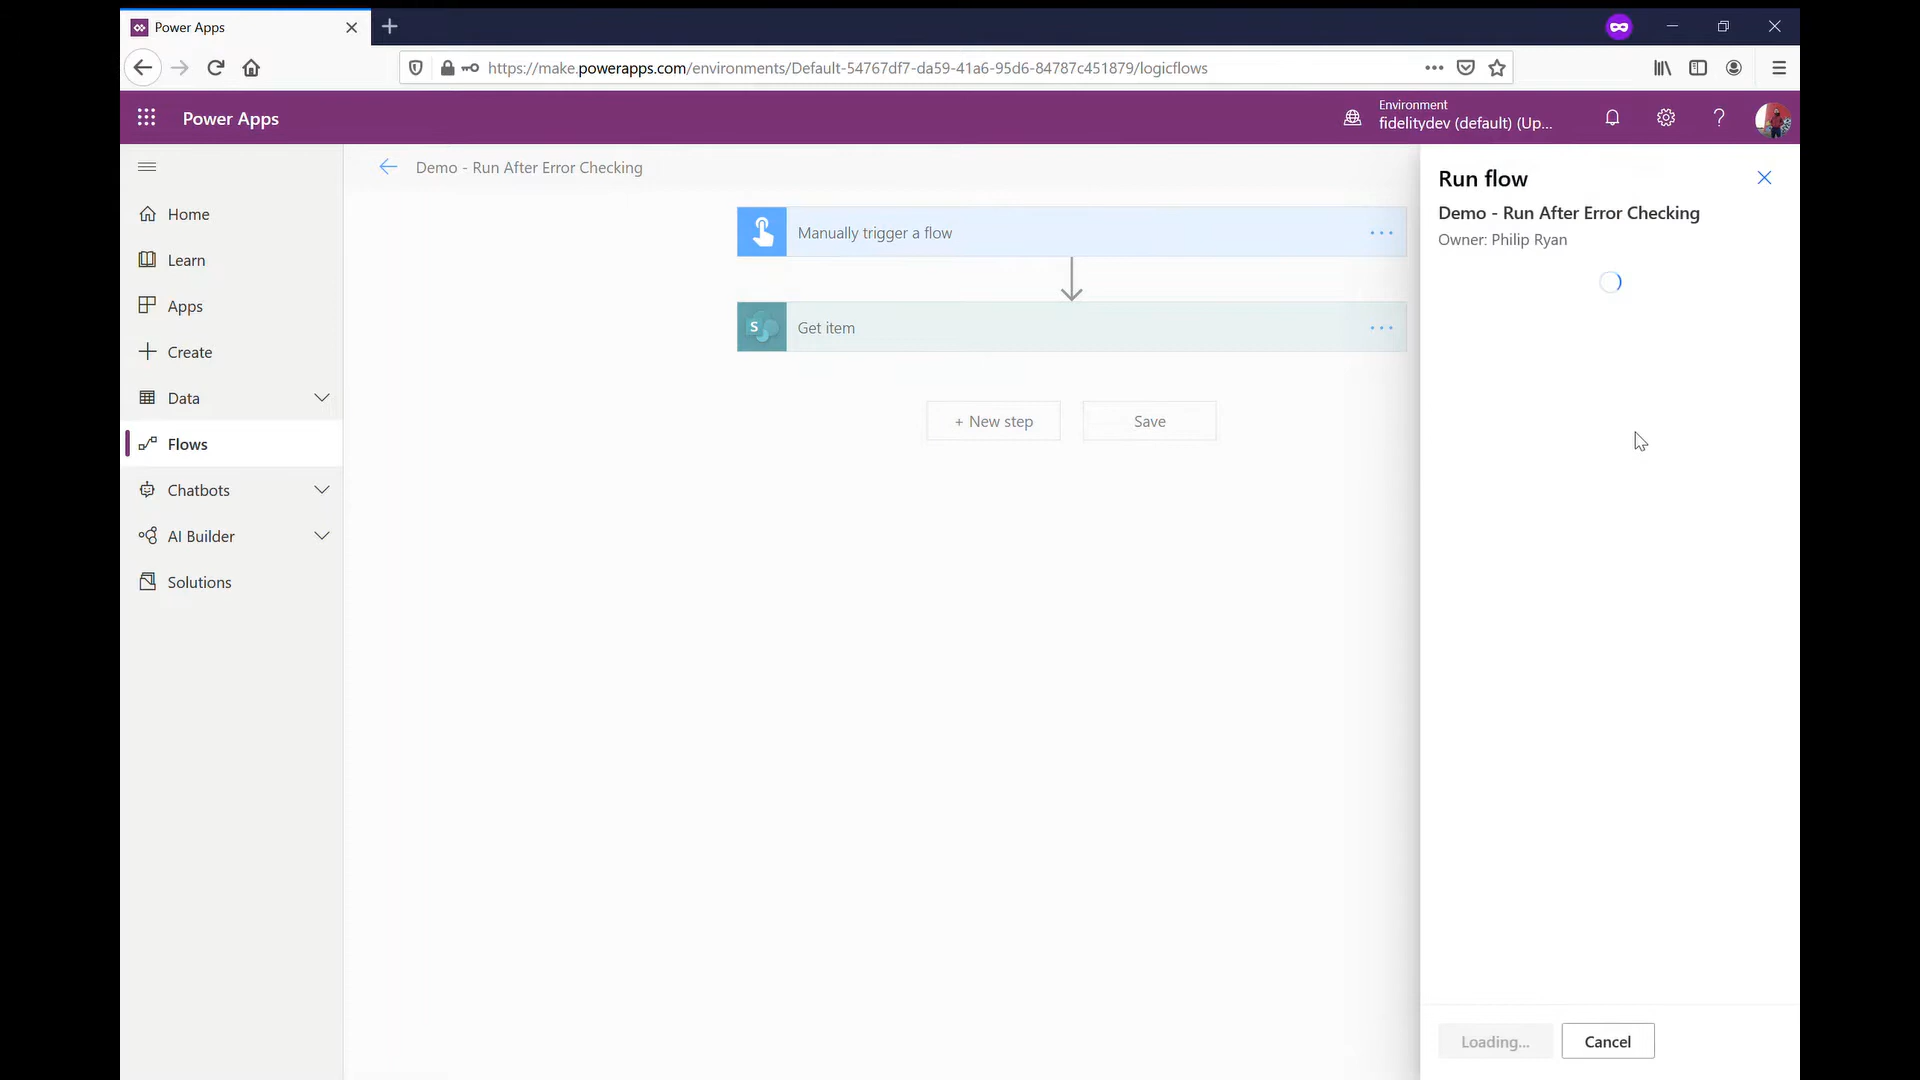 Power Apps
https://make.powerapps.com/environments/Default-54767df7-da59-41a6-95d6-84787c451879/logicflows
Power Apps
Environment
fidelitydev (default) (Up...
Home
Learn
Apps
Create
Data
Flows
Chatbots
AI Builder
Solutions
Demo - Run After Error Checking
Manually trigger a flow
S
Get item
+ New step
Save
Run flow
Demo - Run After Error Checking
Owner: Philip Ryan
Loading...
Cancel